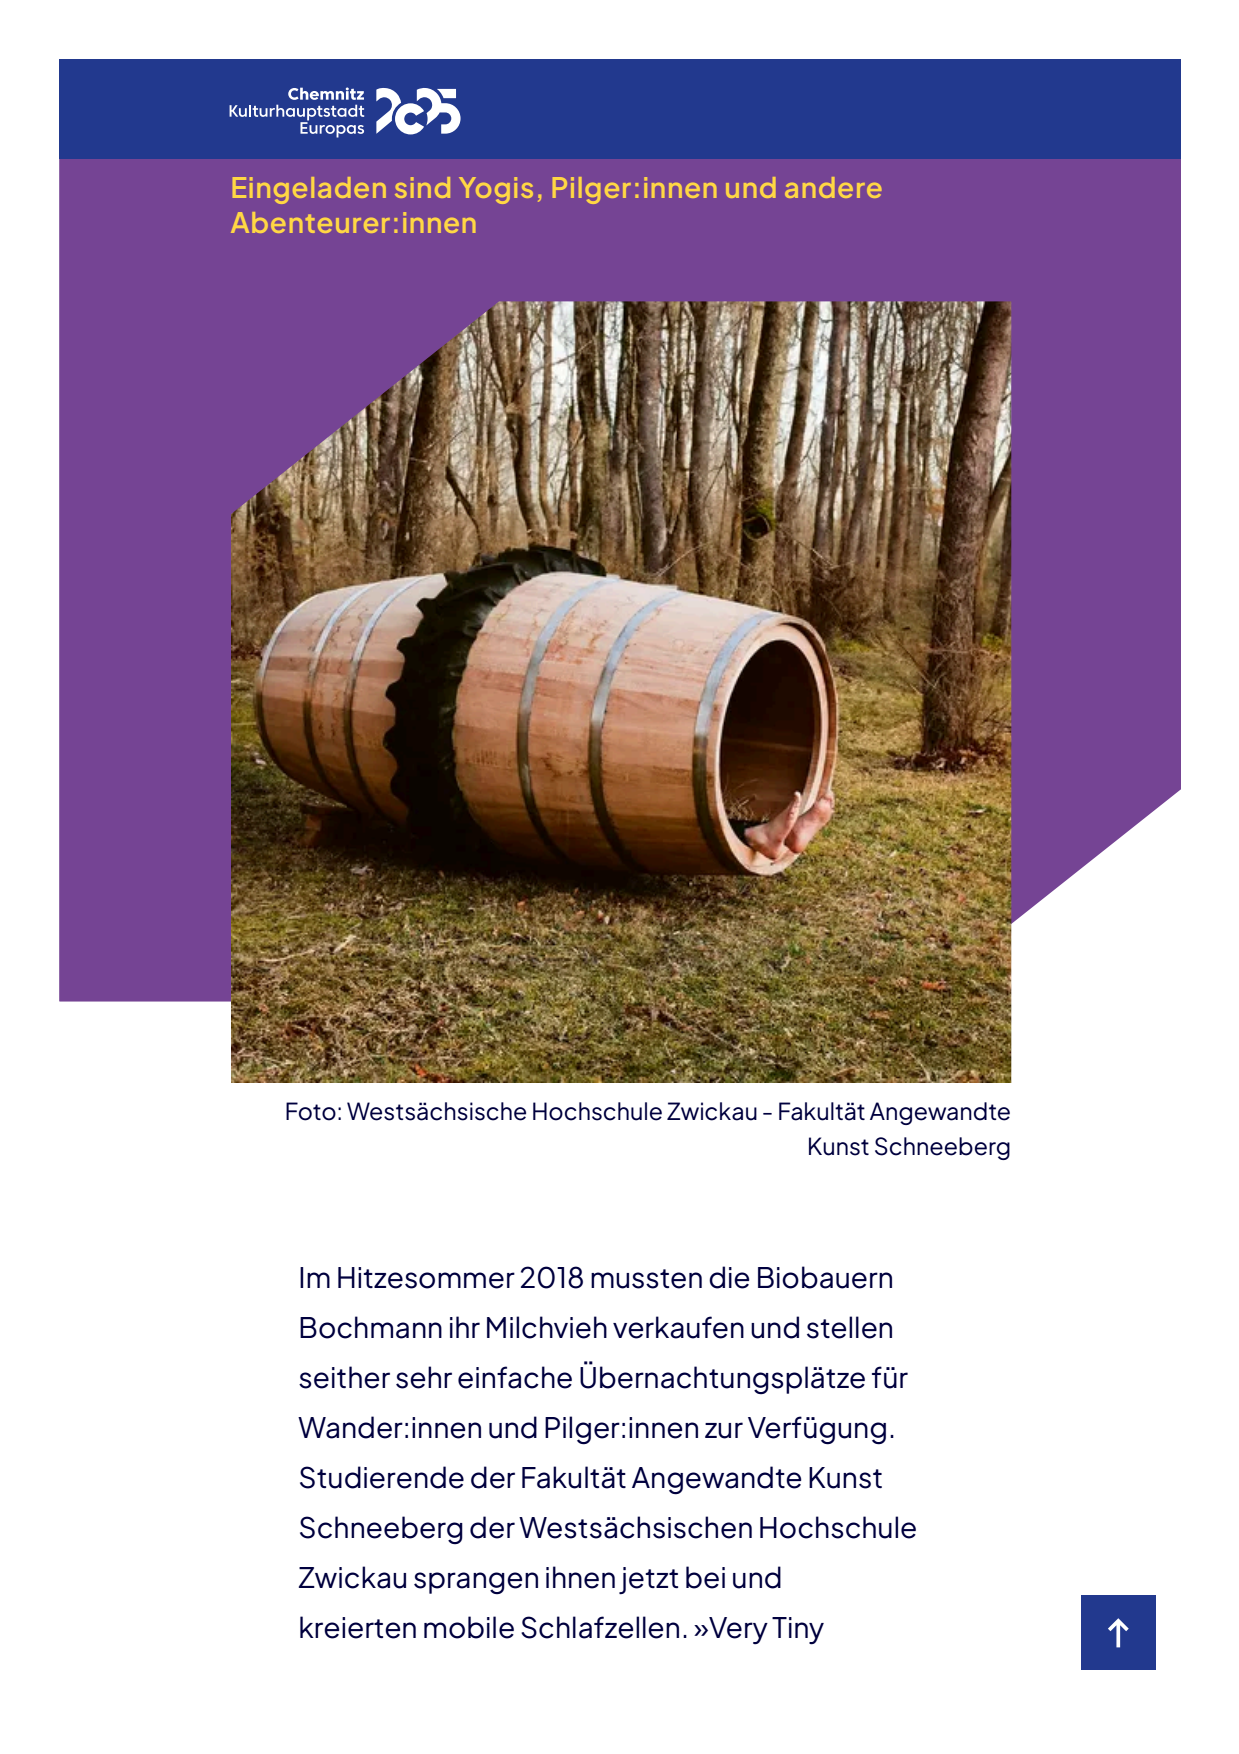 Chemnitz
Kulturhauptstadt
Europas
2025
Eingeladen sind Yogis, Pilger:innen und andere
Abenteurer:innen
Foto: Westsächsische Hochschule Zwickau - Fakultät Angewandte
Kunst Schneeberg
Im Hitzesommer 2018 mussten die Biobauern
Bochmann ihr Milchvieh verkaufen und stellen
seither sehr einfache Übernachtungsplätze für
Wander:innen und Pilger:innen zur Verfügung.
Studierende der Fakultät Angewandte Kunst
Schneeberg der Westsächsischen Hochschule
Zwickau sprangen ihnen jetzt bei und
kreierten mobile Schlafzellen. »Very Tiny